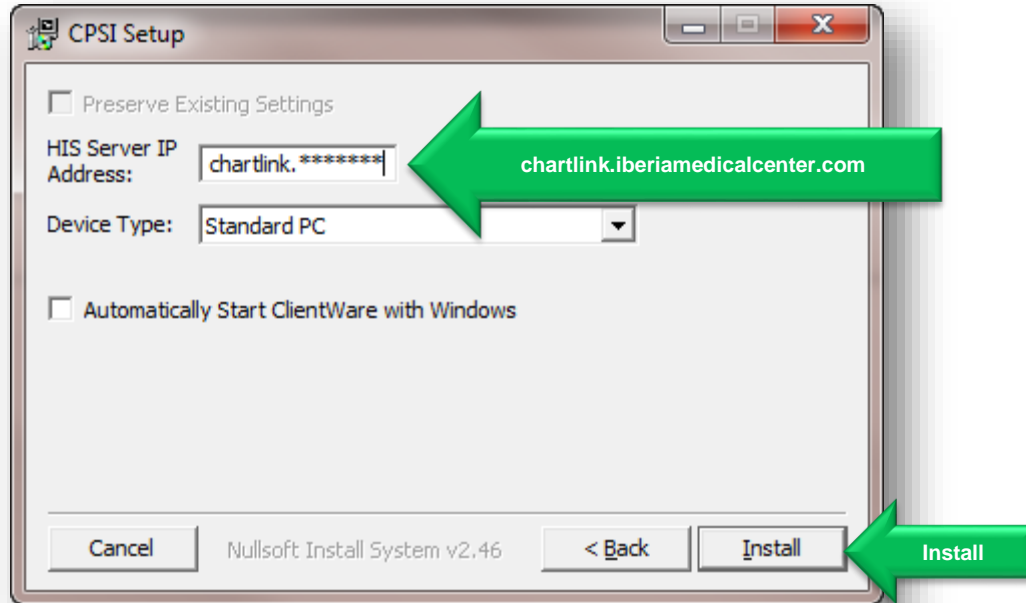 CPSI Setup
Preserve Existing Settings
HIS Server IP
Address:
chartlink.*******
chartlink.iberiamedicalcenter.com
Device Type:
Standard PC
Automatically Start ClientWare with Windows
Cancel
Nullsoft Install System v2.46
< Back
Install
Install